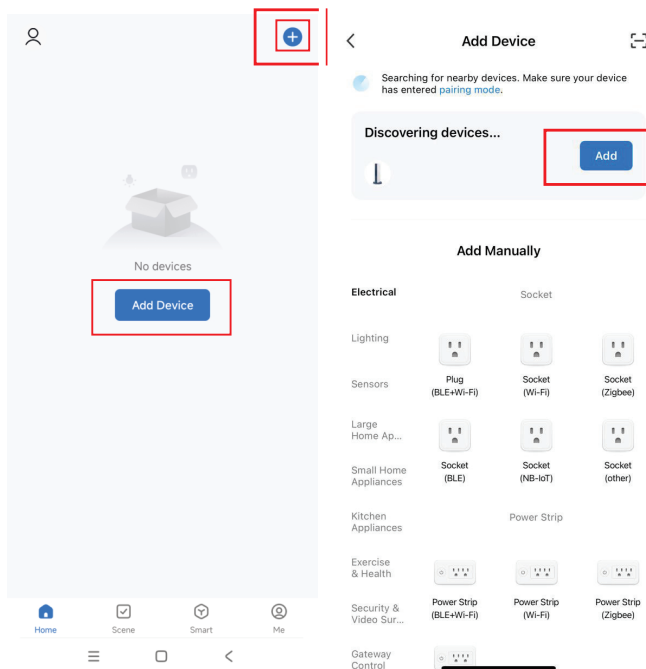 No devices
Add Device
Home
Scene
Smart
Me
Add Device
Searching for nearby devices. Make sure your device
has entered pairing mode.
Discovering devices...
Add
Add Manually
Electrical
Socket
Lighting
Plug
(BLE+Wi-Fi)
Socket
(Wi-Fi)
Socket
(Zigbee)
Sensors
Large
Home Ap...
Socket
(BLE)
Socket
(NB-IoT)
Socket
(other)
Small Home
Appliances
Kitchen
Appliances
Power Strip
Exercise
& Health
Power Strip
(BLE+Wi-Fi)
Power Strip
(Wi-Fi)
Power Strip
(Zigbee)
Security &
Video Sur...
Gateway
Control